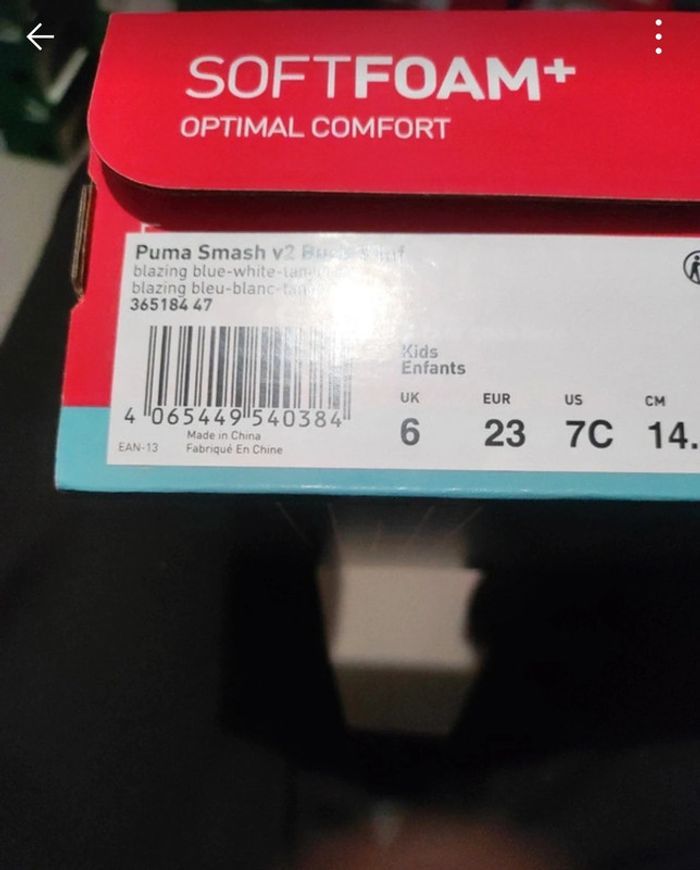 SOFTFOAM+
OPTIMAL COMFORT
Puma Smash v2
blazing blue-white-
blazing bleu-blanc-
365184 47
4 065449 540384
EAN-13
Made in China
Fabriqué En Chine
Kids
Enfants
UK EUR US CM
6 23 7C 14.